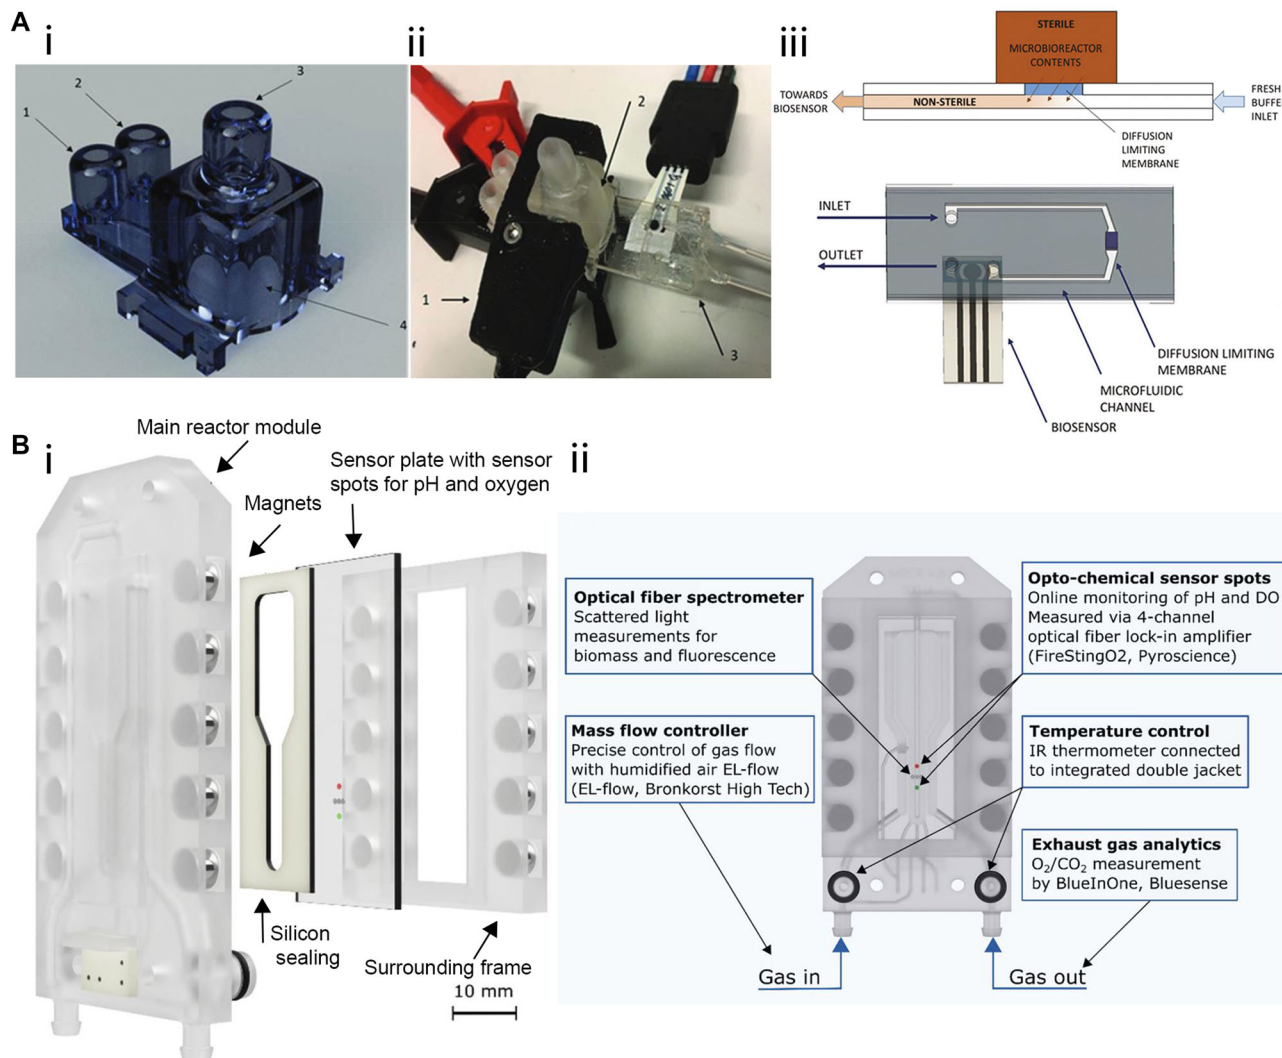 A
i
1
2
3
4
ii
1
2
3
iii
STERILE
MICROBIOREACTOR
CONTENTS
TOWARDS
BIOSENSOR
NON-STERILE
FRESH
BUFFE
INLET
DIFFUSION
LIMITING
MEMBRANE
INLET
OUTLET
DIFFUSION LIMITING
MEMBRANE
MICROFLUIDIC
CHANNEL
BIOSENSOR
B
i
Main reactor module
Magnets
Sensor plate with sensor
spots for pH and oxygen
Silicon
sealing
Surrounding frame
10 mm
ii
Optical fiber spectrometer
Scattered light
measurements for
biomass and fluorescence
Mass flow controller
Precise control of gas flow
with humidified air EL-flow
(EL-flow, Bronkorst High Tech)
Opto-chemical sensor spots
Online monitoring of pH and DO
Measured via 4-channel
optical fiber lock-in amplifier
(FireStingO2, Pyroscience)
Temperature control
IR thermometer connected
to integrated double jacket
Exhaust gas analytics
O₂/CO₂ measurement
by BlueInOne, Bluesense
Gas in
Gas out